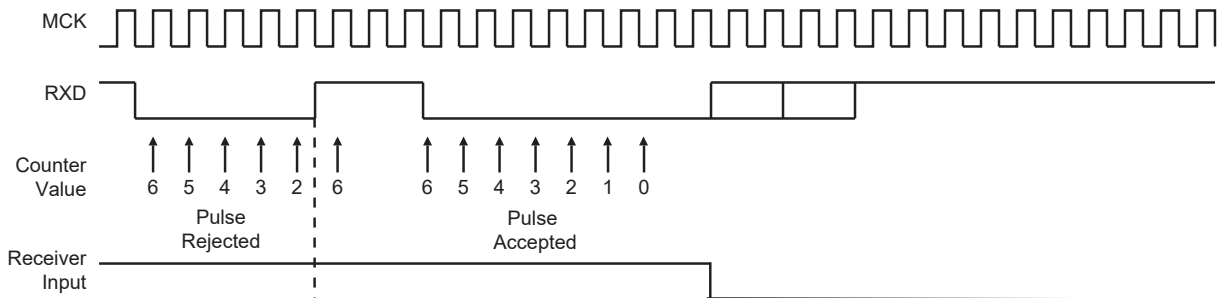 MCK
RXD
Counter
Value
6 5 4 3 2 6 6 5 4 3 2 1 0
Pulse
Rejected
Pulse
Accepted
Receiver
Input